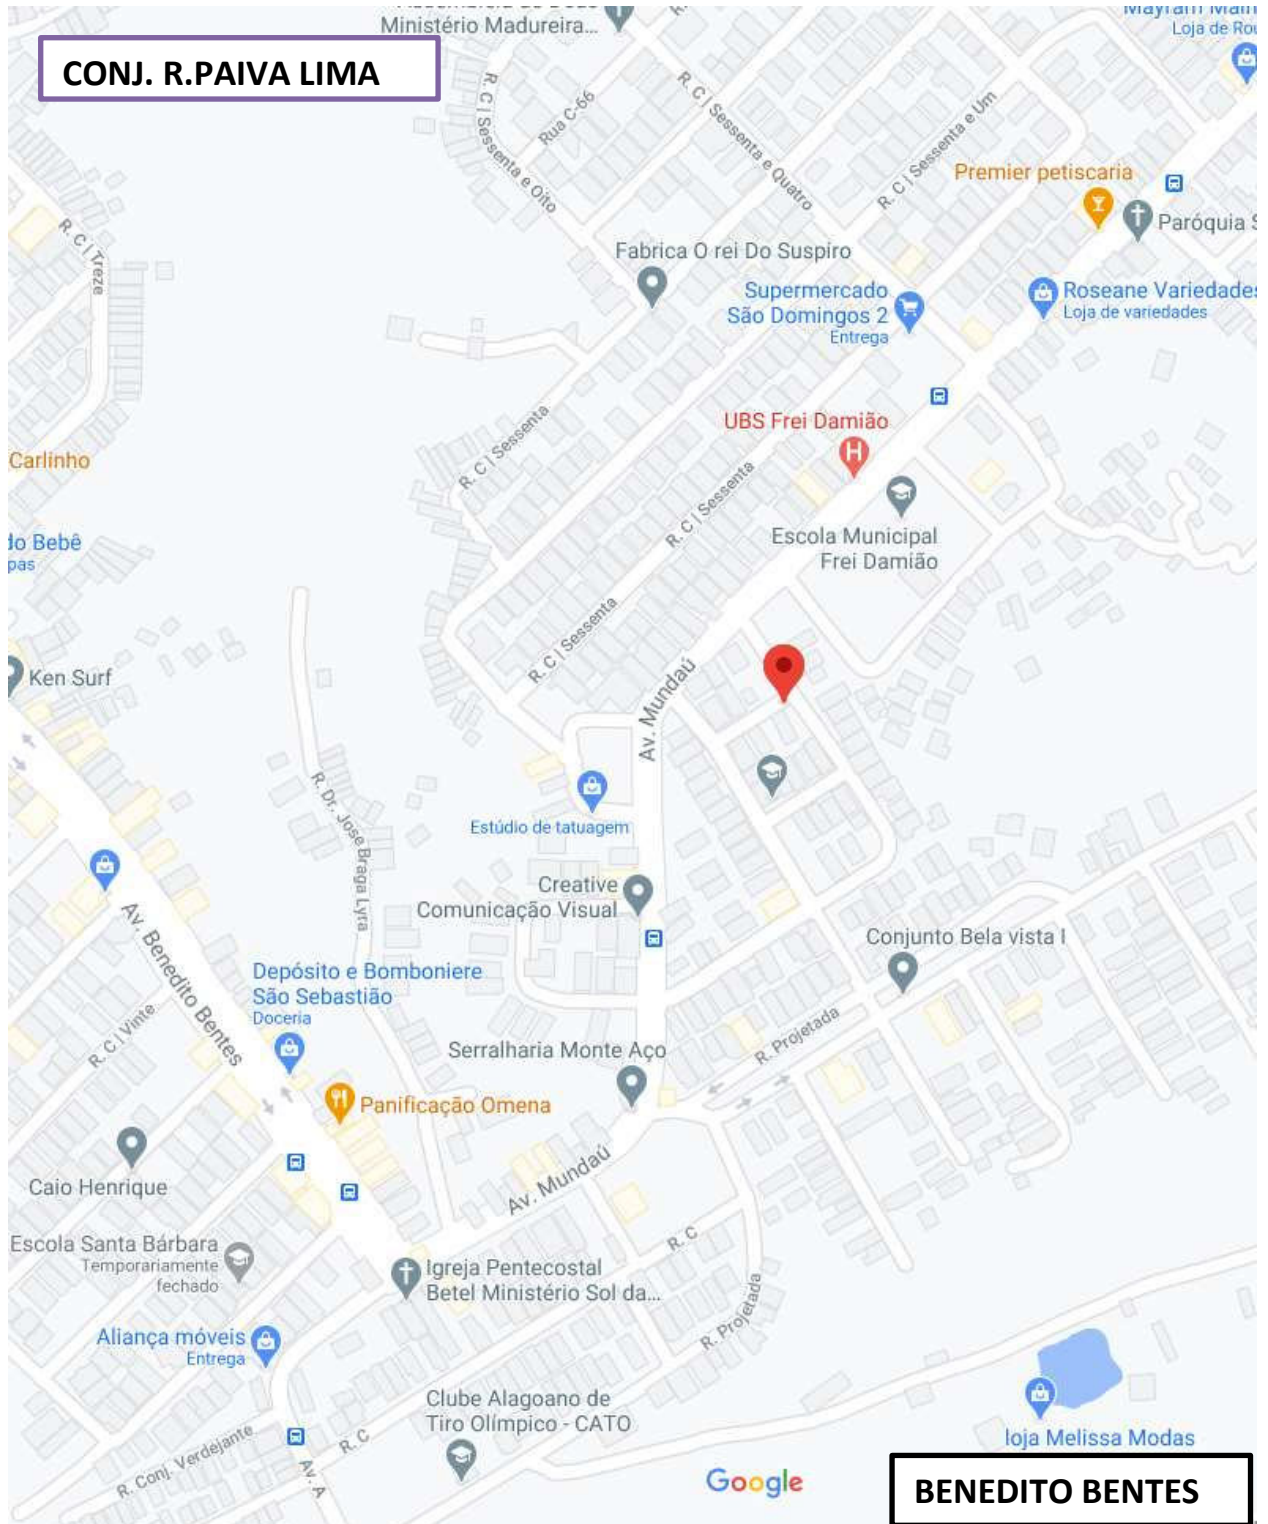 Ministério Madureira...
Mayram
Loja de
CONJ. R.PAIVA LIMA
R. C | Sessenta e Oito
Rua C-66
R. C | Sessenta e Quatro
R. C | Sessenta e Um
Premier petiscaria
Paróquia
R. C | Treze
Fabrica O rei Do Suspiro
Supermercado
São Domingos 2
Entrega
Roseane Variedades
Loja de variedades
UBS Frei Damião
R. C | Sessenta
R. C | Sessenta
Carlinho
Escola Municipal
Frei Damião
do Bebê
pas
R. C | Sessenta
Ken Surf
Av. Mundaú
R. Dr. Jose Braga Lyra
Estúdio de tatuagem
Creative
Comunicação Visual
Av. Benedito Bentes
Conjunto Bela vista I
Depósito e Bomboniere
São Sebastião
Doceria
R. C | Vinte
R. Projetada
Serralharia Monte Aço
Panificação Omena
Caio Henrique
Av. Mundaú
R. C
Escola Santa Bárbara
Temporariamente
fechado
Igreja Pentecostal
Betel Ministério Sol da...
R. Projetada
Aliança móveis
Entrega
Clube Alagoano de
Tiro Olímpico - CATO
loja Melissa Modas
R. Conj. Verdejante
R. C
Av. A
Google
BENEDITO BENTES